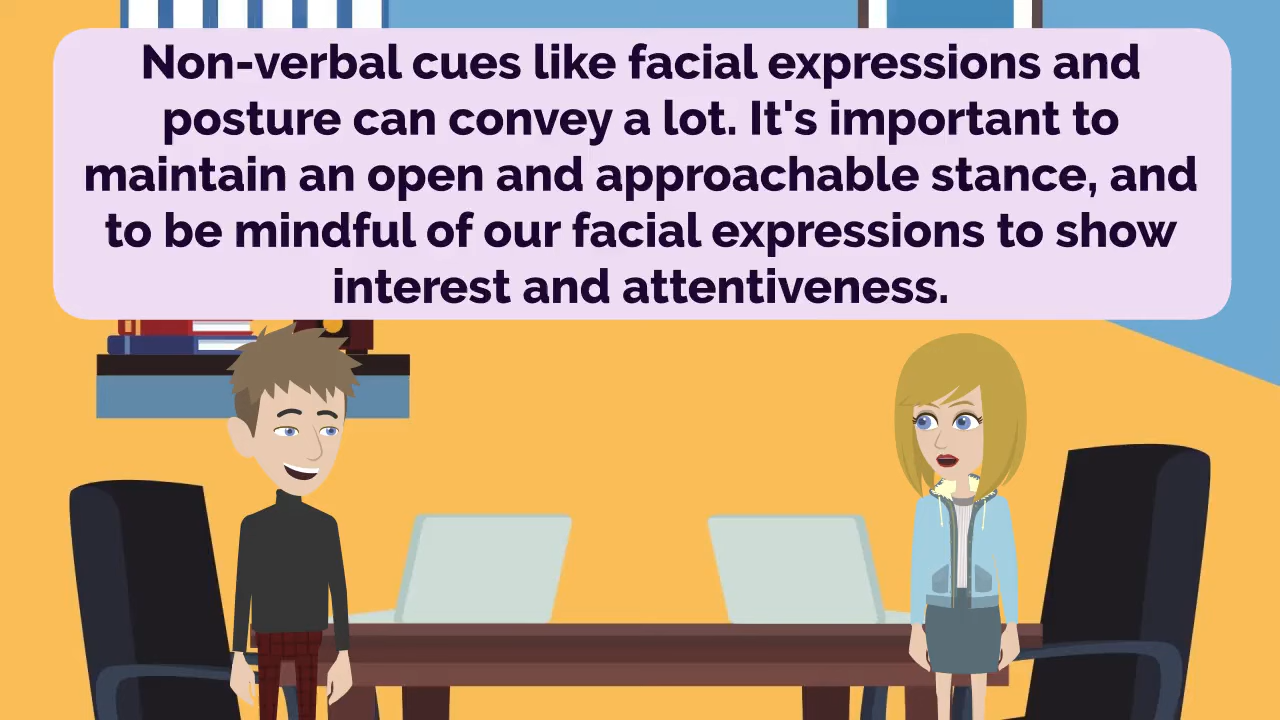 Non-verbal cues like facial expressions and
posture can convey a lot. It's important to
maintain an open and approachable stance, and
to be mindful of our facial expressions to show
interest and attentiveness.